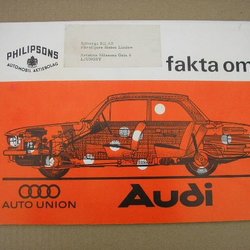 PHILIPSONS
AUTOMOBIL AKTIEBOLAG
fakta om
AUTO UNION
Audi